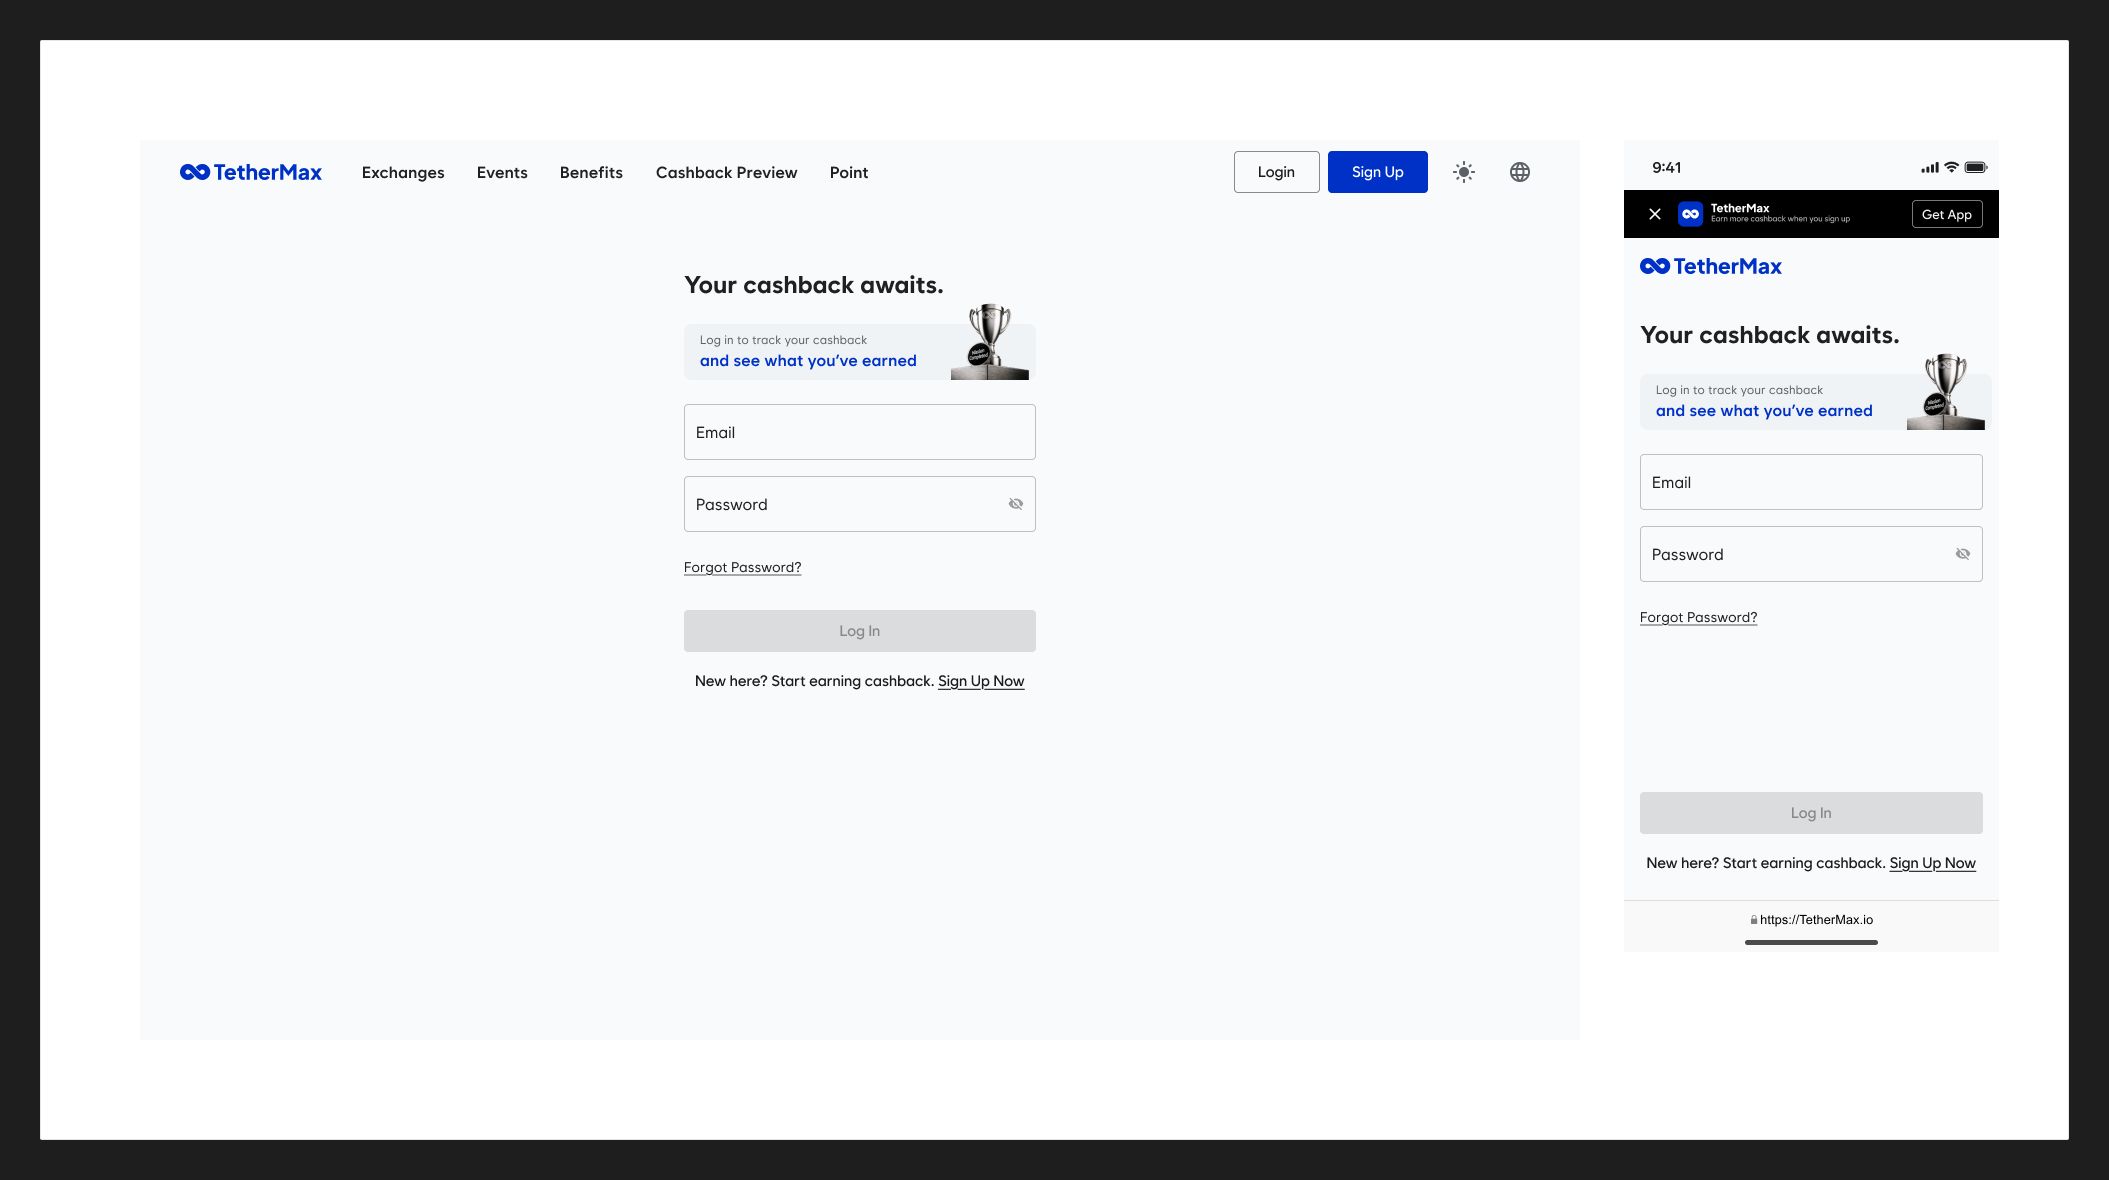 TetherMax Exchanges Events Benefits Cashback Preview Point Login Sign Up
Your cashback awaits.
Log in to track your cashback
and see what you've earned
Mission Completed
Email
Password
Forgot Password?
Log In
New here? Start earning cashback. Sign Up Now
9:41
TetherMax
Earn more cashback when you sign up
Get App
TetherMax
Your cashback awaits.
Log in to track your cashback
and see what you've earned
Mission Completed
Email
Password
Forgot Password?
Log In
New here? Start earning cashback. Sign Up Now
https://TetherMax.io